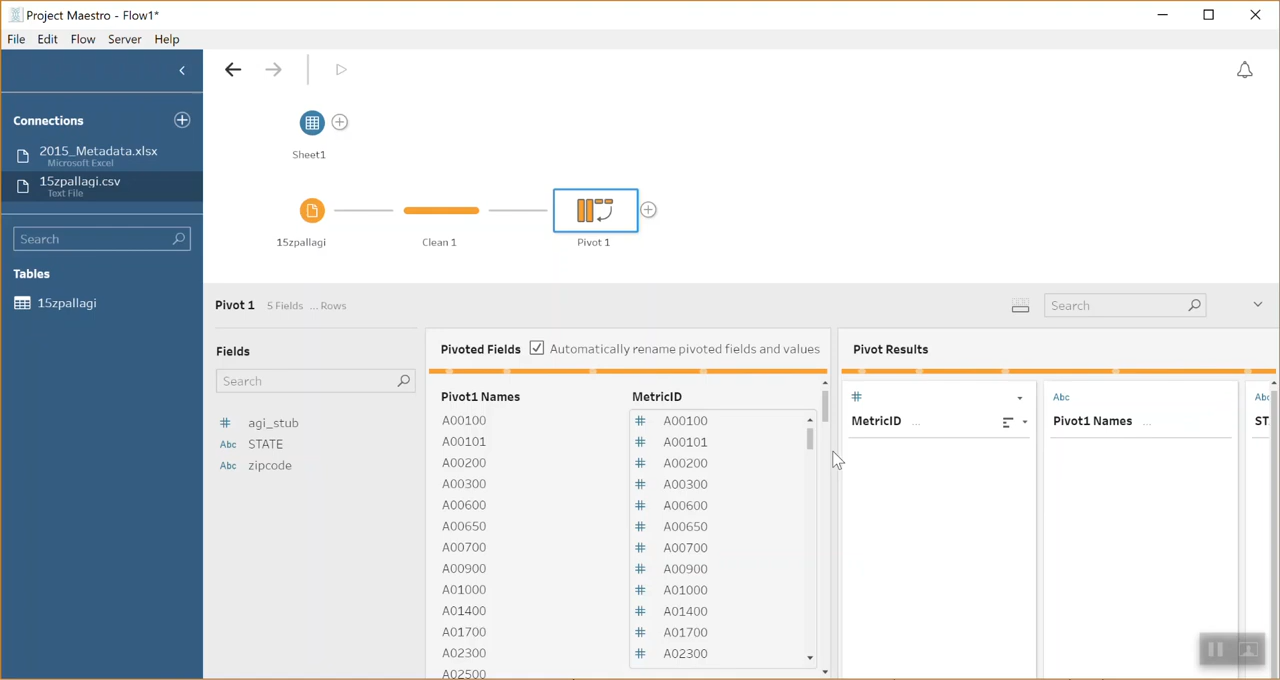 Project Maestro - Flow1*
File Edit Flow Server Help
Connections
2015_Metadata.xlsx
Microsoft Excel
15zpallagi.csv
Text File
Search
Tables
15zpallagi
Sheet1
15zpallagi Clean 1 Pivot 1
Pivot 1 5 Fields ... Rows Search
Fields
Search
# agi_stub
Abc STATE
Abc zipcode
Pivoted Fields Automatically rename pivoted fields and values
Pivot1 Names MetricID
A00100 # A00100
A00101 # A00101
A00200 # A00200
A00300 # A00300
A00600 # A00600
A00650 # A00650
A00700 # A00700
A00900 # A00900
A01000 # A01000
A01400 # A01400
A01700 # A01700
A02300 # A02300
A02500
Pivot Results
# Abc Abc
MetricID ... Pivot1 Names ... ST